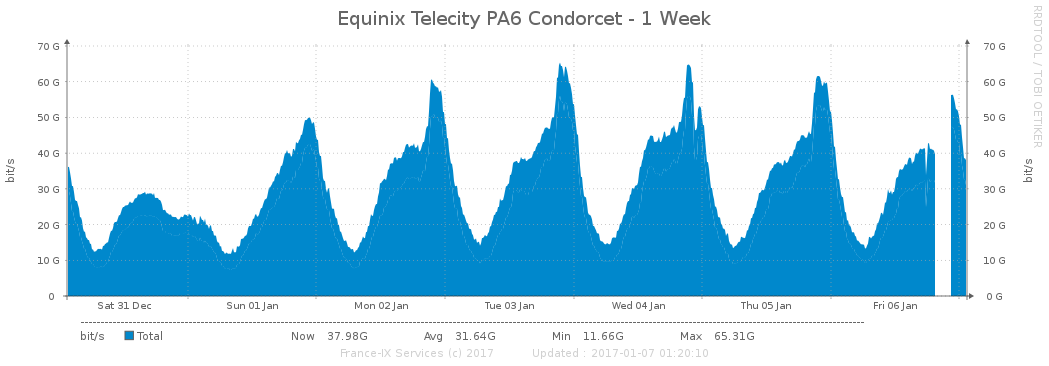 Equinix Telecity PA6 Condorcet - 1 Week
RRDTOOL / TOBI OETIKER
bit/s
70 G
60 G
50 G
40 G
30 G
20 G
10 G
0
70 G
60 G
50 G
40 G
30 G
20 G
10 G
0 G
bit/s
Sat 31 Dec Sun 01 Jan Mon 02 Jan Tue 03 Jan Wed 04 Jan Thu 05 Jan Fri 06 Jan
bit/s Total Now 37.98G Avg 31.64G Min 11.66G Max 65.31G
France-IX Services (c) 2017 Updated : 2017-01-07 01:20:10